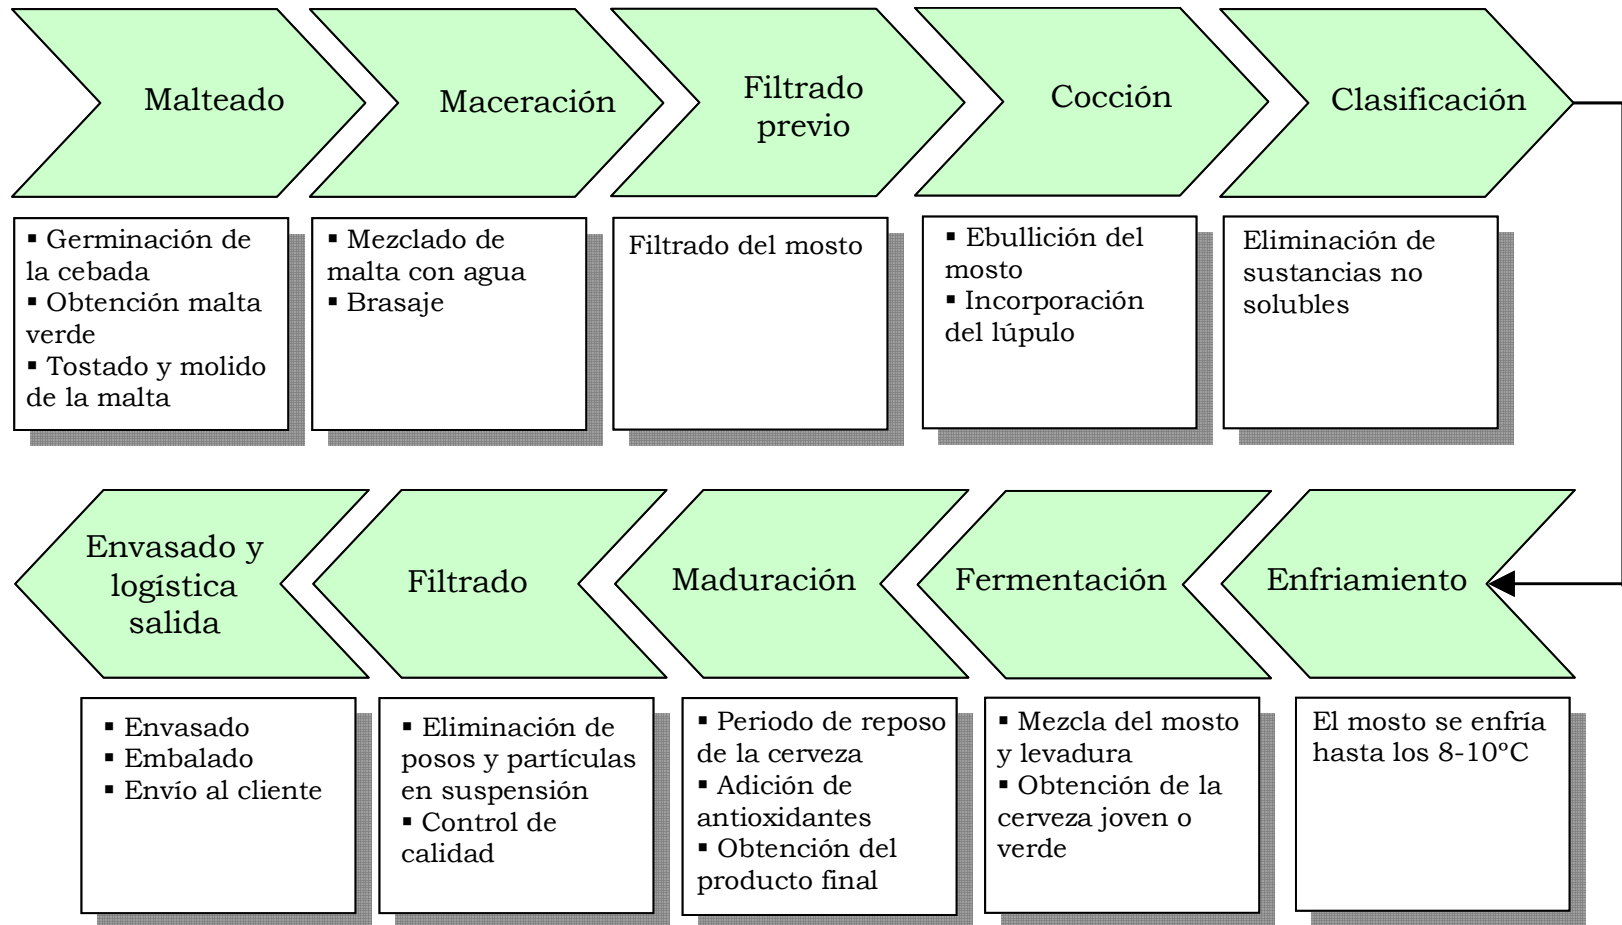 Malteado
Maceración
Filtrado
previo
Cocción
Clasificación
▪ Germinación de
la cebada
▪ Obtención malta
verde
▪ Tostado y molido
de la malta
▪ Mezclado de
malta con agua
▪ Brasaje
Filtrado del mosto
▪ Ebullición del
mosto
▪ Incorporación
del lúpulo
Eliminación de
sustancias no
solubles
Envasado y
logística
salida
Filtrado
Maduración
Fermentación
Enfriamiento
▪ Envasado
▪ Embalado
▪ Envío al cliente
▪ Eliminación de
posos y partículas
en suspensión
▪ Control de
calidad
▪ Periodo de reposo
de la cerveza
▪ Adición de
antioxidantes
▪ Obtención del
producto final
▪ Mezcla del mosto
y levadura
▪ Obtención de la
cerveza joven o
verde
El mosto se enfría
hasta los 8-10ºC